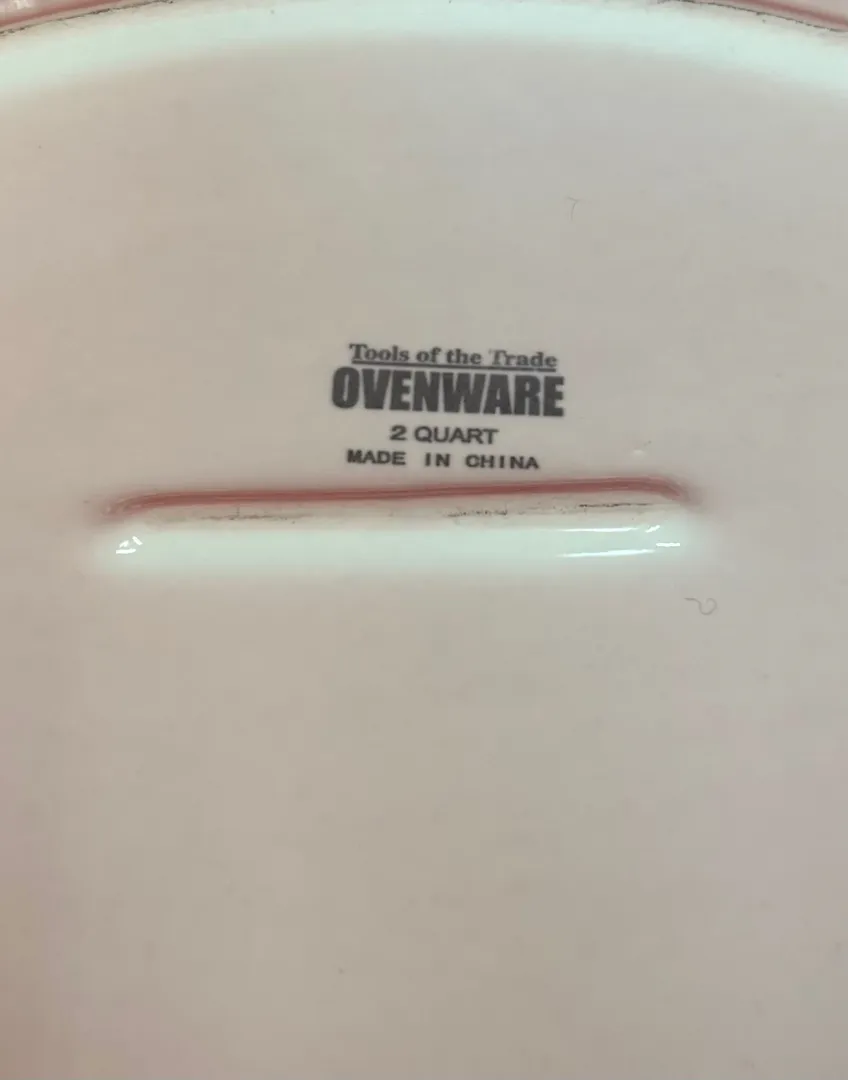 Tools of the Trade
OVENWARE
2 QUART
MADE IN CHINA